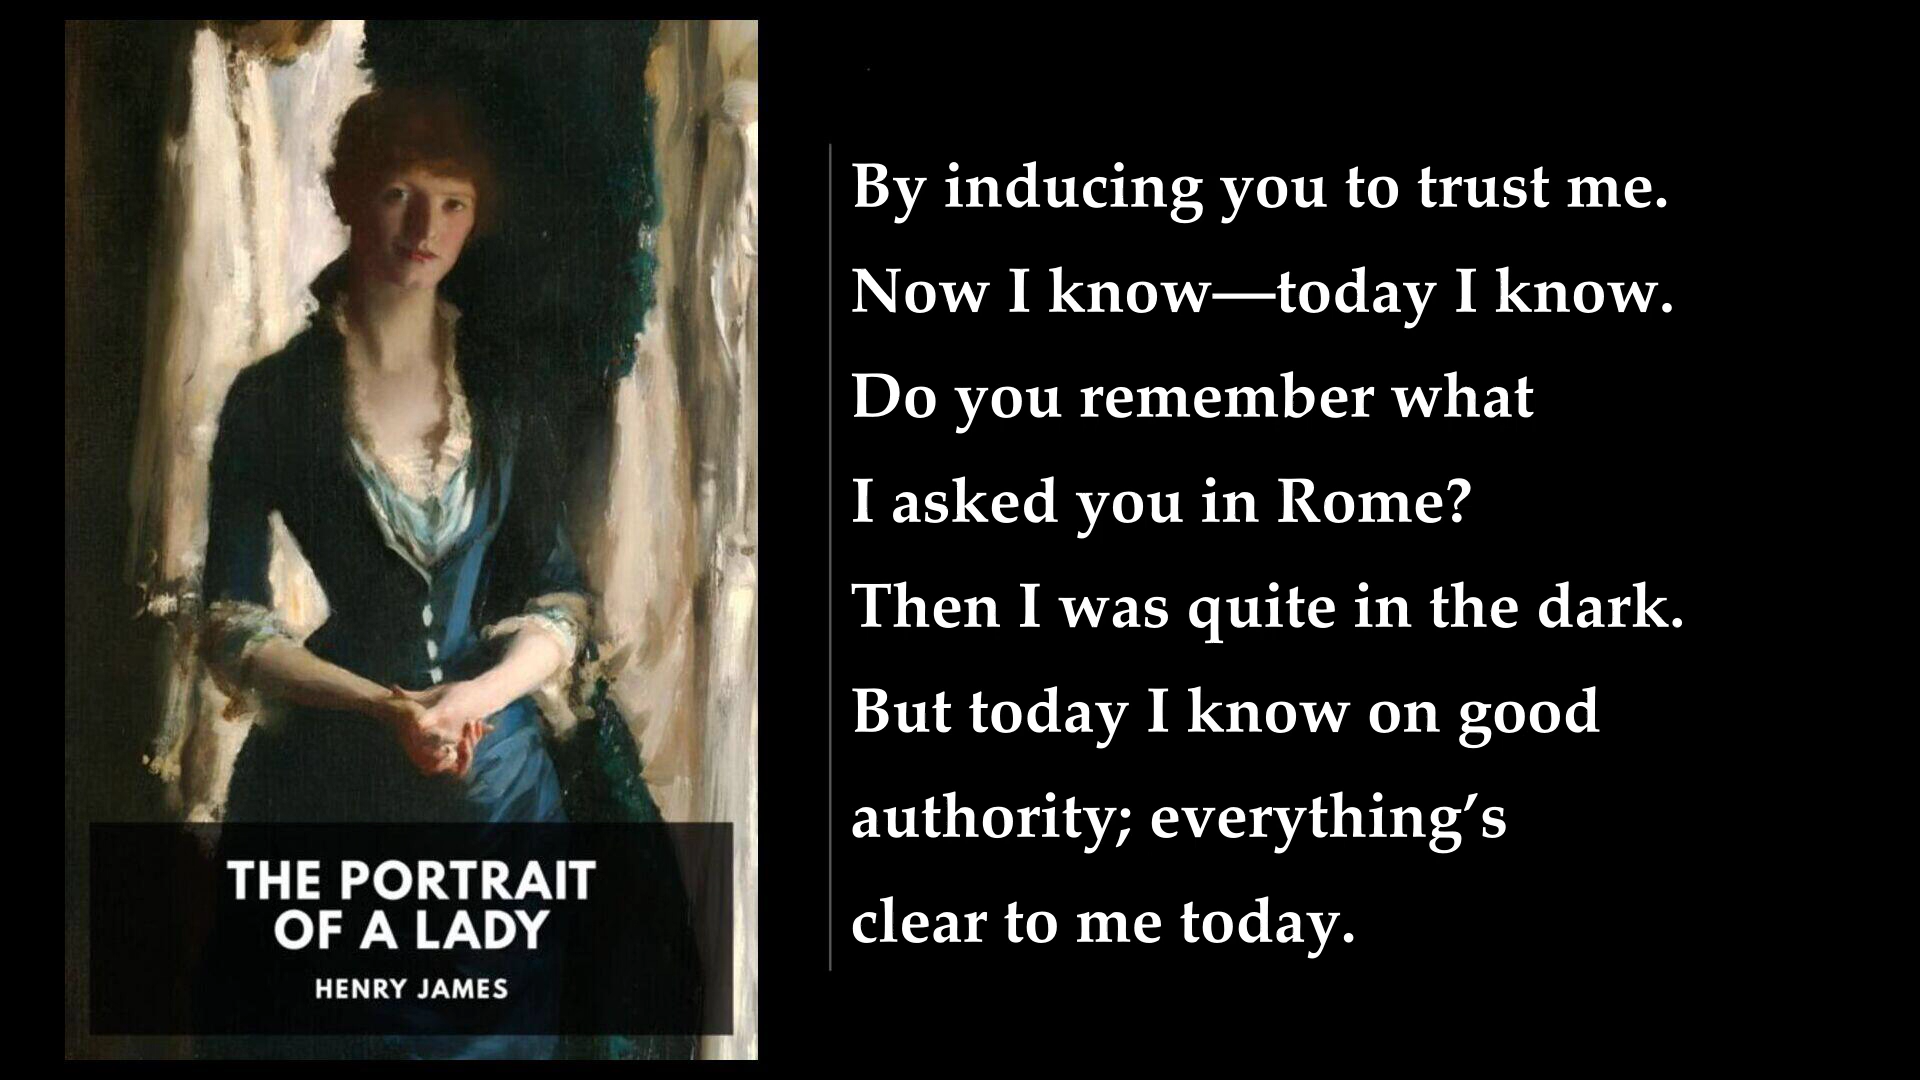 THE PORTRAIT
OF A LADY
HENRY JAMES
By inducing you to trust me.
Now I know—today I know.
Do you remember what
I asked you in Rome?
Then I was quite in the dark.
But today I know on good
authority; everything’s
clear to me today.